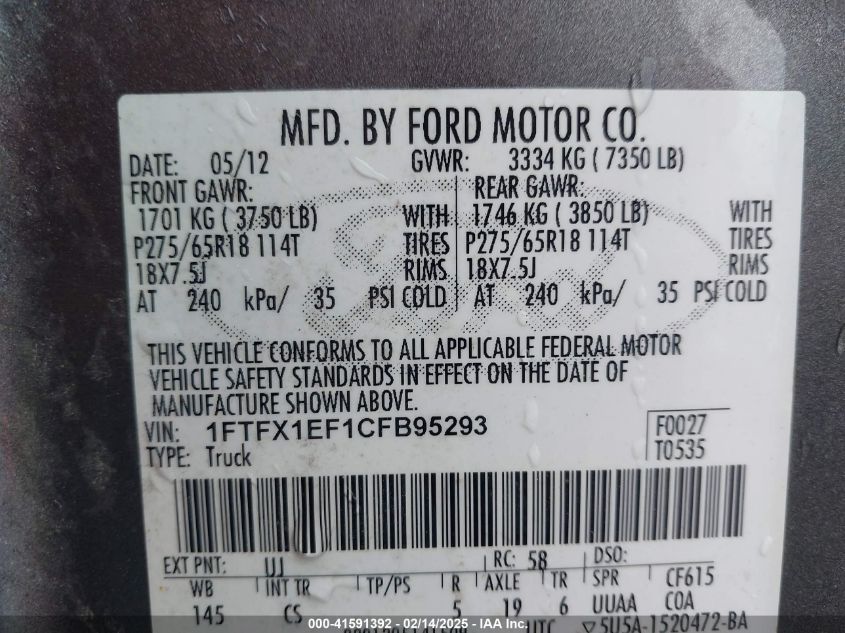 MFD. BY FORD MOTOR CO.
DATE: 05/12 GVWR: 3334 KG ( 7350 LB)
FRONT GAWR: REAR GAWR:
1701 KG ( 3750 LB) WITH 1746 KG ( 3850 LB) WITH
P275/65R18 114T TIRES P275/65R18 114T TIRES
18X7.5J RIMS 18X7.5J RIMS
AT 240 kPa/ 35 PSI COLD AT 240 kPa/ 35 PSI COLD
THIS VEHICLE CONFORMS TO ALL APPLICABLE FEDERAL MOTOR
VEHICLE SAFETY STANDARDS IN EFFECT ON THE DATE OF
MANUFACTURE SHOWN ABOVE.
VIN: 1FTFX1EF1CFB95293 F0027
TYPE: Truck T0535
EXT PNT: UJ RC: 58 DSO:
WB INT TR TP/PS R AXLE TR SPR CF615
145 CS 5 19 6 UUAA COA
UTC ▽5U5A-1520472-BA
000-41591392 - 02/14/2025 - IAAI Inc.